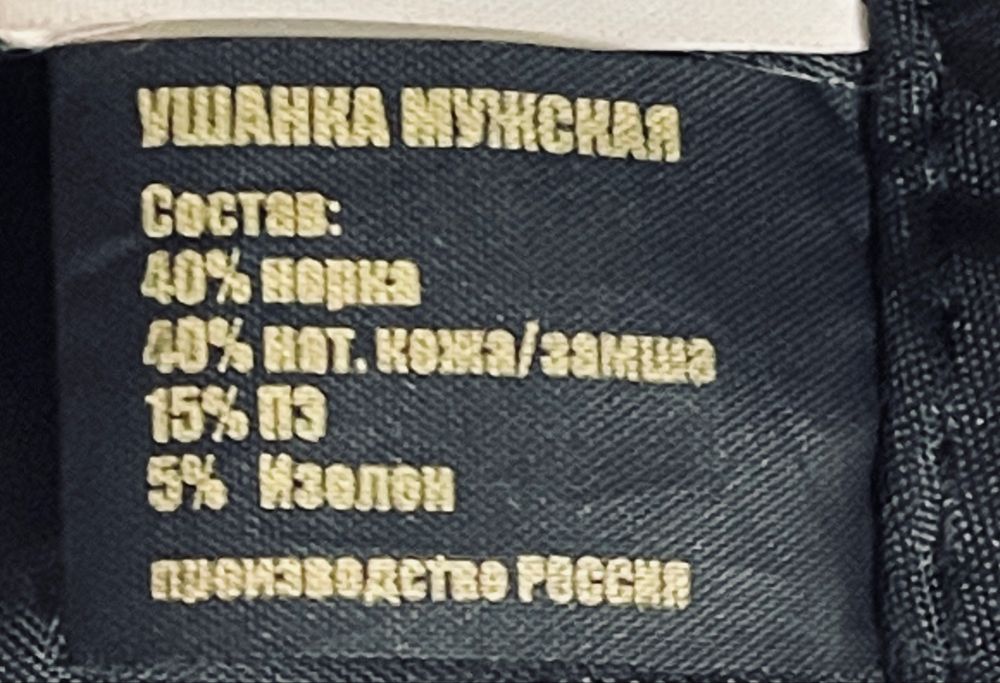 УШАНКА МУЖСКАЯ
Состав:
40% норка
40% нат. кожа/замша
15% ПЭ
5% Изолон
производство РОССИЯ